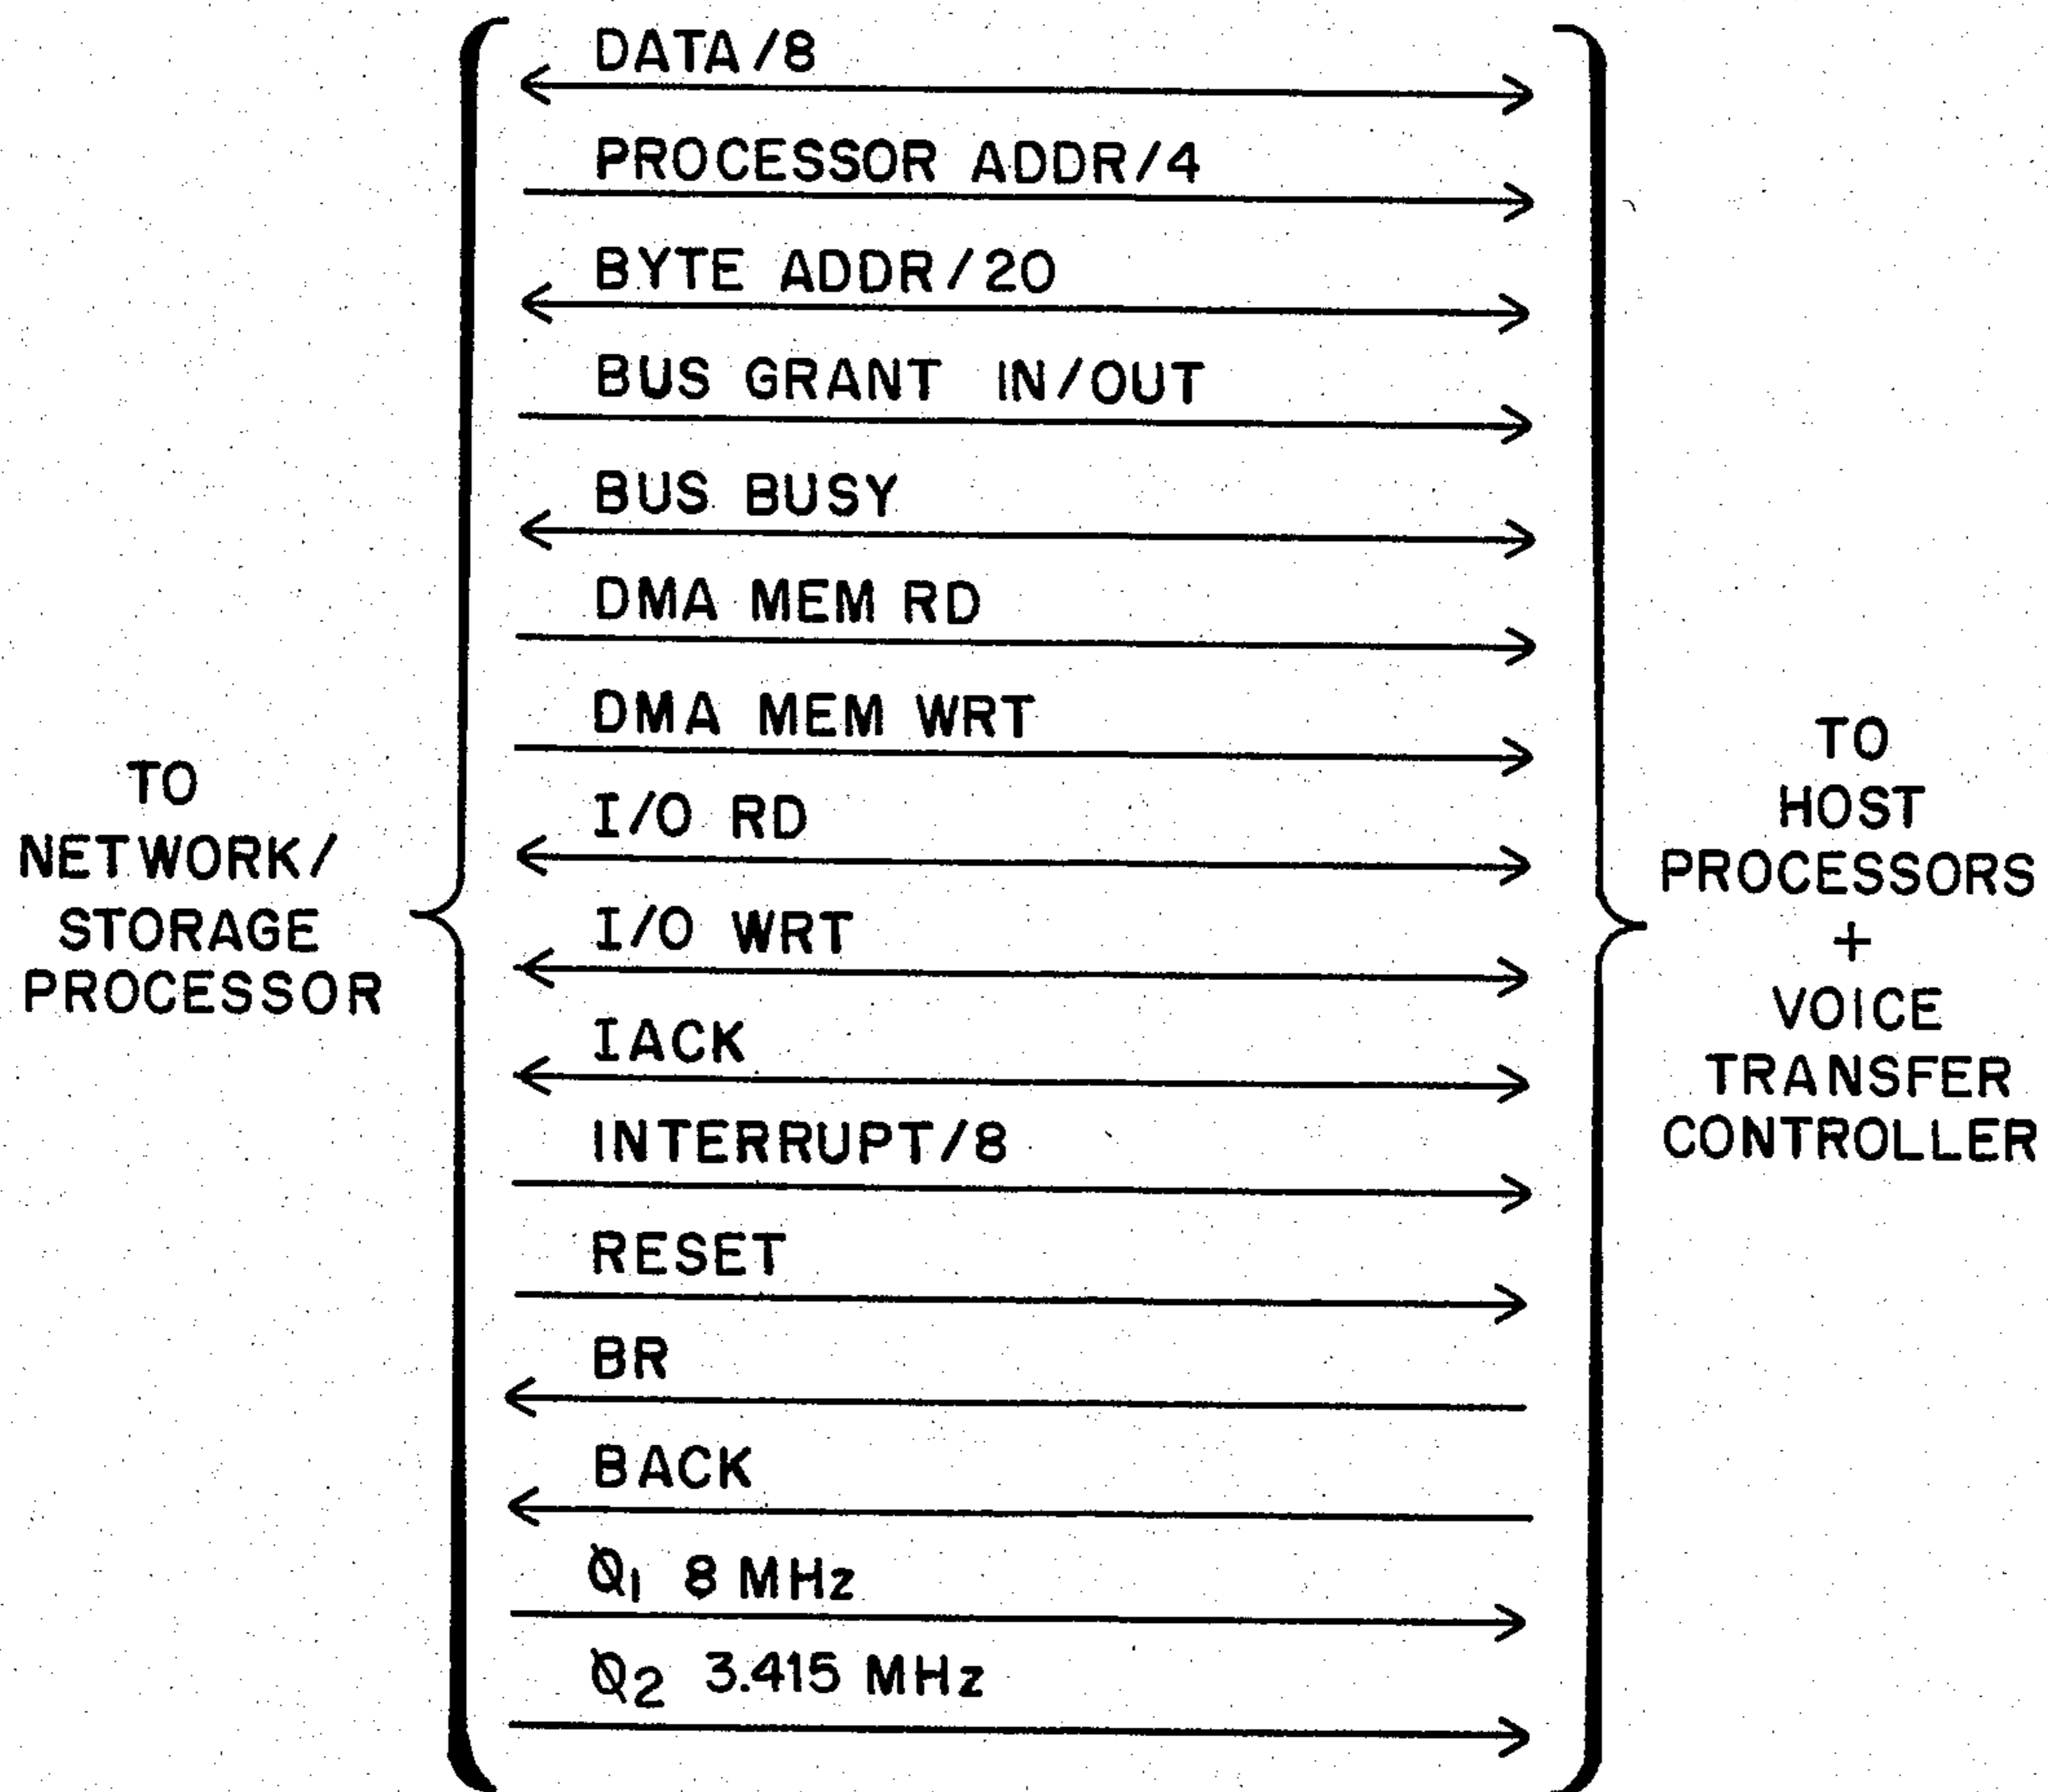 DATA/8
PROCESSOR ADDR/4
BYTE ADDR/20
BUS GRANT IN/OUT
BUS BUSY
DMA MEM RD
DMA MEM WRT
I/O RD
I/O WRT
IACK
INTERRUPT/8
RESET
BR
BACK
Ø1 8 MHz
Ø2 3.415 MHz
TO
NETWORK/
STORAGE
PROCESSOR
TO
HOST
PROCESSORS
+
VOICE
TRANSFER
CONTROLLER